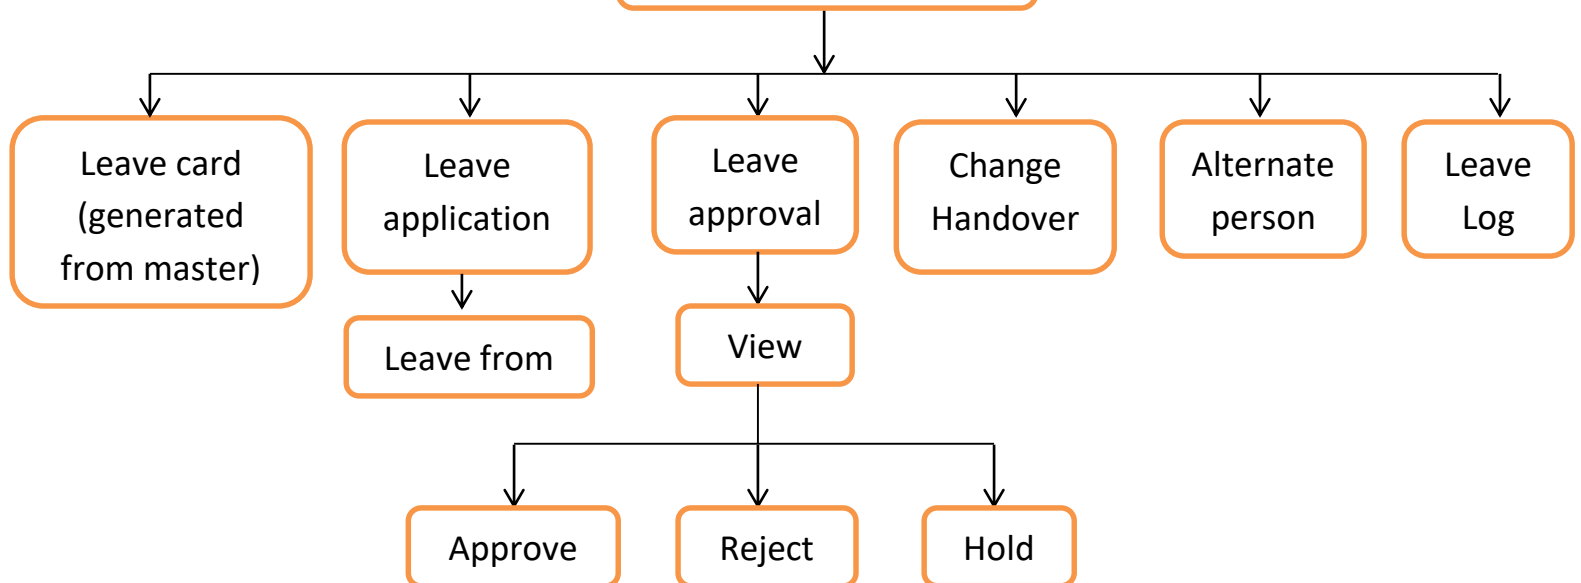 Leave card
(generated
from master)
Leave
application
Leave
approval
Change
Handover
Alternate
person
Leave
Log
Leave from
View
Approve
Reject
Hold